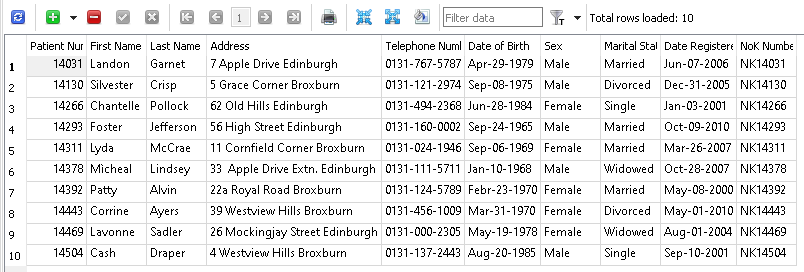 1 Filter data Total rows loaded: 10
Patient Nur First Name Last Name Address Telephone Numl Date of Birth Sex Marital Stat Date Registere NoK Numbe
1 14031 Landon Garnet 7 Apple Drive Edinburgh 0131-767-5787 Apr-29-1979 Male Married Jun-07-2006 NK14031
2 14130 Silvester Crisp 5 Grace Corner Broxburn 0131-121-2974 Sep-08-1975 Male Divorced Dec-31-2005 NK14130
3 14266 Chantelle Pollock 62 Old Hills Edinburgh 0131-494-2368 Jun-28-1984 Female Single Jan-03-2001 NK14266
4 14293 Foster Jefferson 56 High Street Edinburgh 0131-160-0002 Sep-24-1965 Male Married Oct-09-2010 NK14293
5 14311 Lyda McCrae 11 Cornfield Corner Broxburn 0131-024-1946 Sep-06-1969 Female Married Mar-26-2007 NK14311
6 14378 Micheal Lindsey 33 Apple Drive Extn. Edinburgh 0131-111-5711 Jan-10-1968 Male Widowed Oct-28-2007 NK14378
7 14392 Patty Alvin 22a Royal Road Broxburn 0131-124-5789 Febr-23-1970 Female Married May-08-2000 NK14392
8 14443 Corrine Ayers 39 Westview Hills Broxburn 0131-456-1009 Mar-31-1970 Female Divorced May-01-2010 NK14443
9 14469 Lavonne Sadler 26 Mockingjay Street Edinburgh 0131-000-2305 May-19-1978 Female Widowed Aug-01-2004 NK14469
10 14504 Cash Draper 4 Westview Hills Broxburn 0131-137-2443 Aug-20-1985 Male Single Sep-10-2001 NK14504